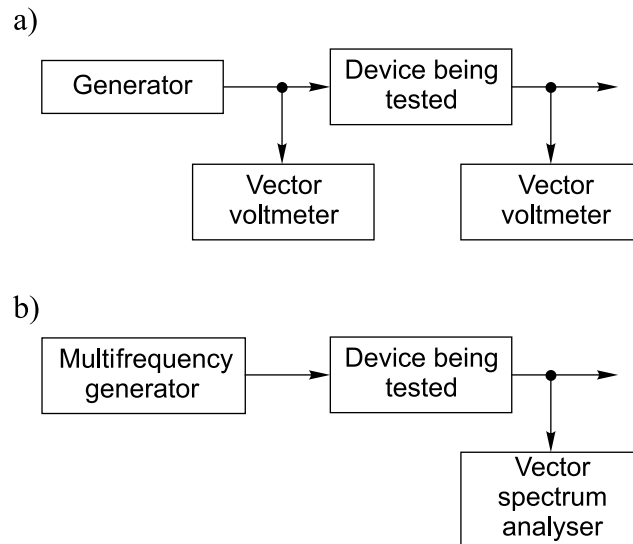 a)
Generator
Device being
tested
Vector
voltmeter
Vector
voltmeter
b)
Multifrequency
generator
Device being
tested
Vector
spectrum
analyser